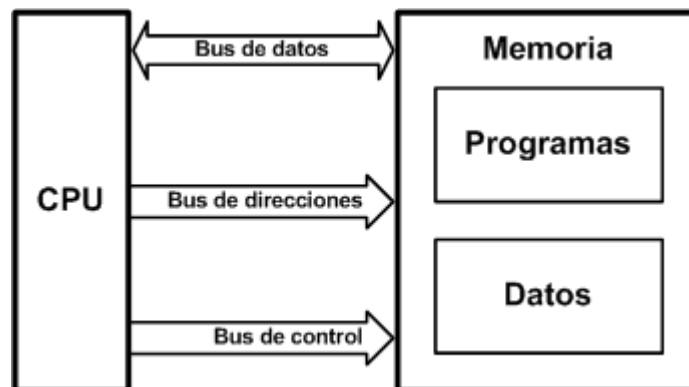 Bus de datos
Memoria
Programas
CPU
Bus de direcciones
Datos
Bus de control